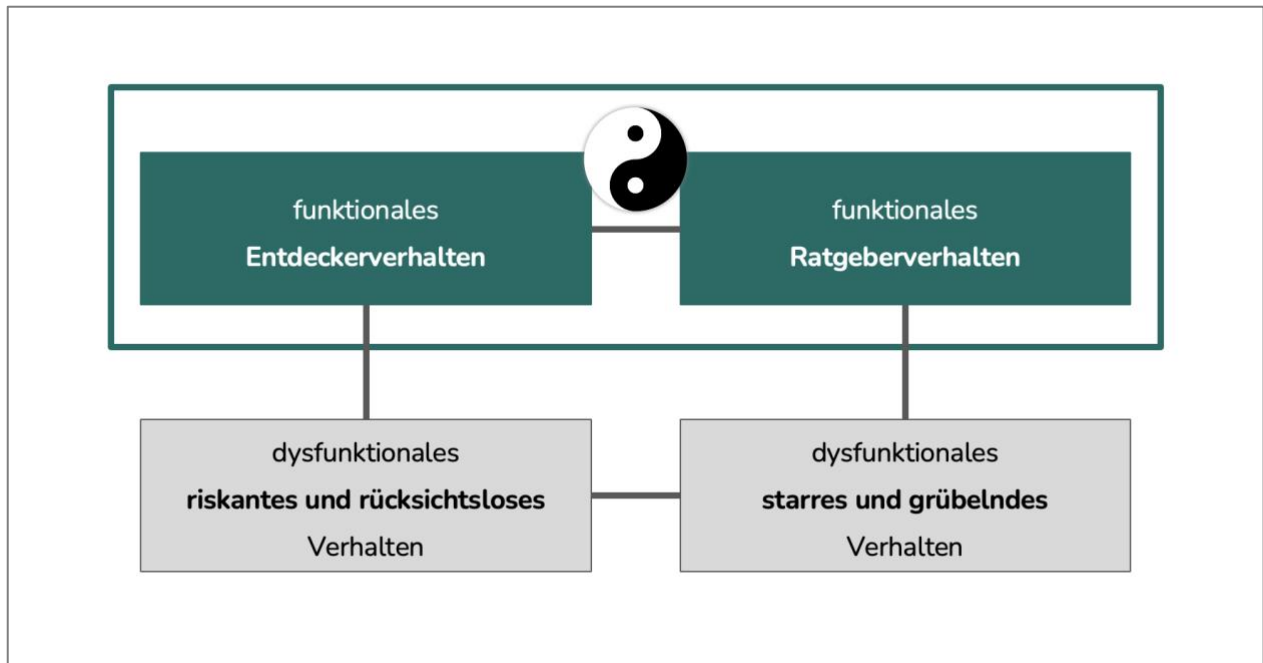 funktionales
Entdeckerverhalten
funktionales
Ratgeberverhalten
dysfunktionales
riskantes und rücksichtsloses
Verhalten
dysfunktionales
starres und grübelndes
Verhalten